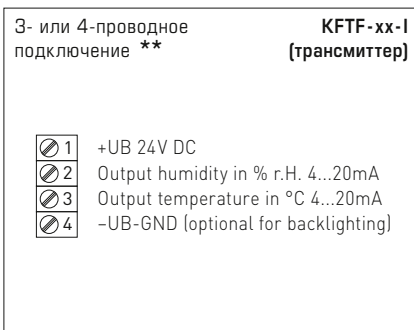 3- или 4-проводное KFTF-xx-I
подключение ** (трансмиттер)
1 +UB 24V DC
2 Output humidity in % r.H. 4...20mA
3 Output temperature in °C 4...20mA
4 –UB-GND (optional for backlighting)